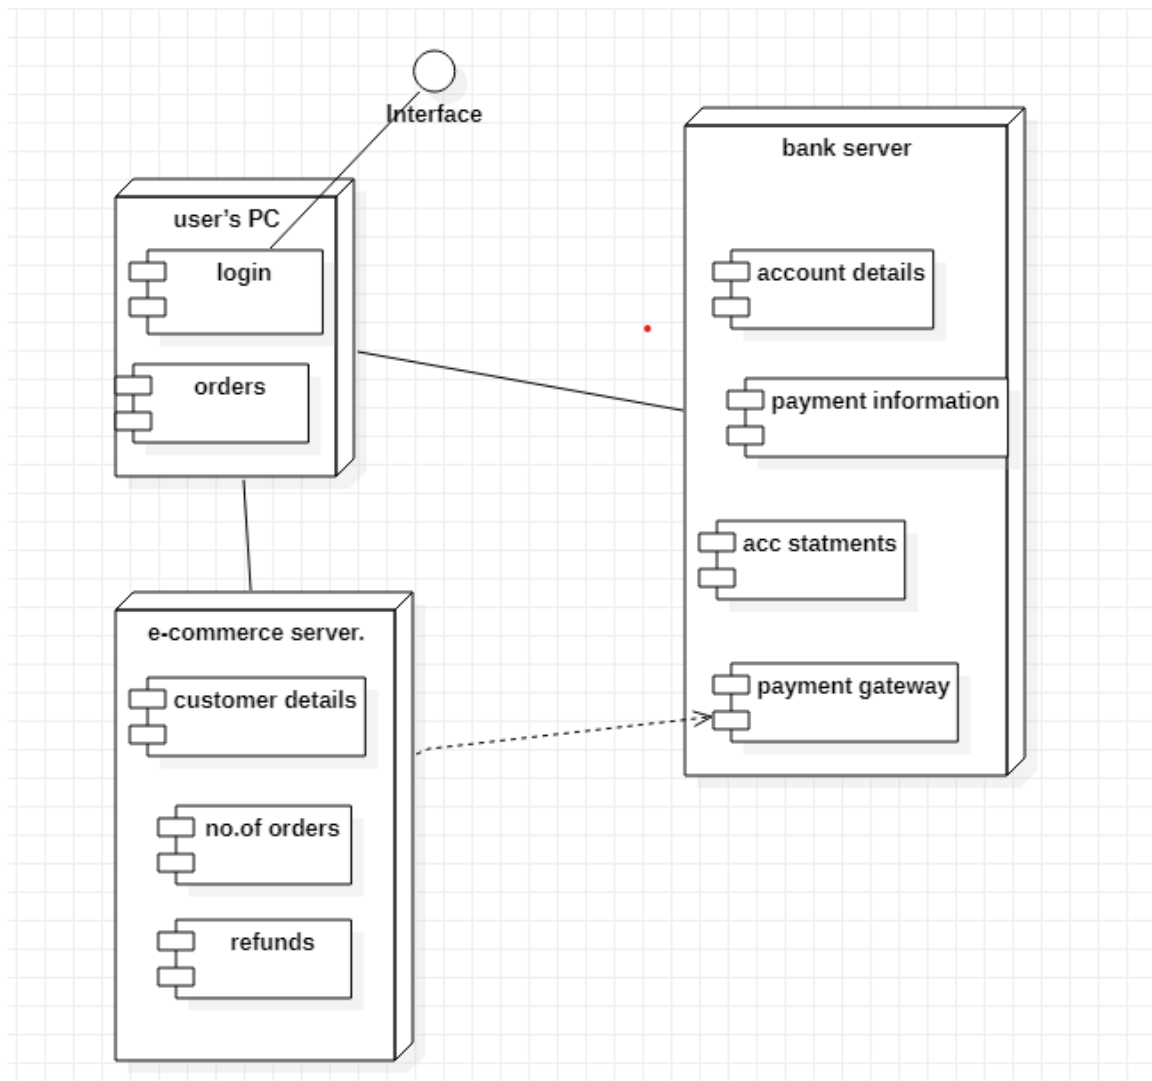 Interface
user's PC
login
orders
bank server
account details
payment information
acc statments
payment gateway
e-commerce server.
customer details
no.of orders
refunds